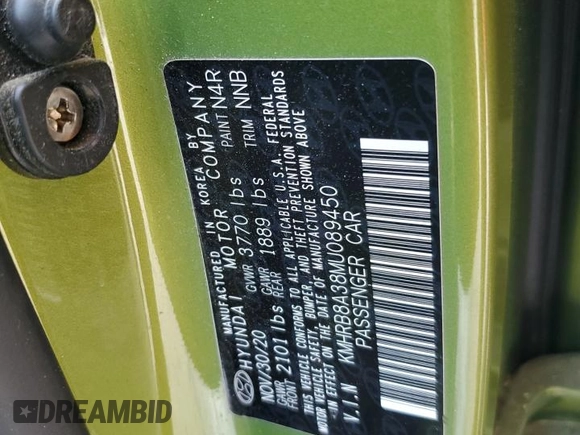 MANUFACTURED IN KOREA BY
HYUNDAI MOTOR COMPANY
NOV/30/20 GVWR 3770 lbs PAINT N4R
GAWR FRONT 2101 lbs GAWR REAR 1889 lbs TRIM NNB
THIS VEHICLE CONFORMS TO ALL APPLICABLE U.S.A. FEDERAL
MOTOR VEHICLE SAFETY, BUMPER, AND THEFT PREVENTION STANDARDS
IN EFFECT ON THE DATE OF MANUFACTURE SHOWN ABOVE
V.I.N KMHRB8A38MU089450
PASSENGER CAR
DREAMBID